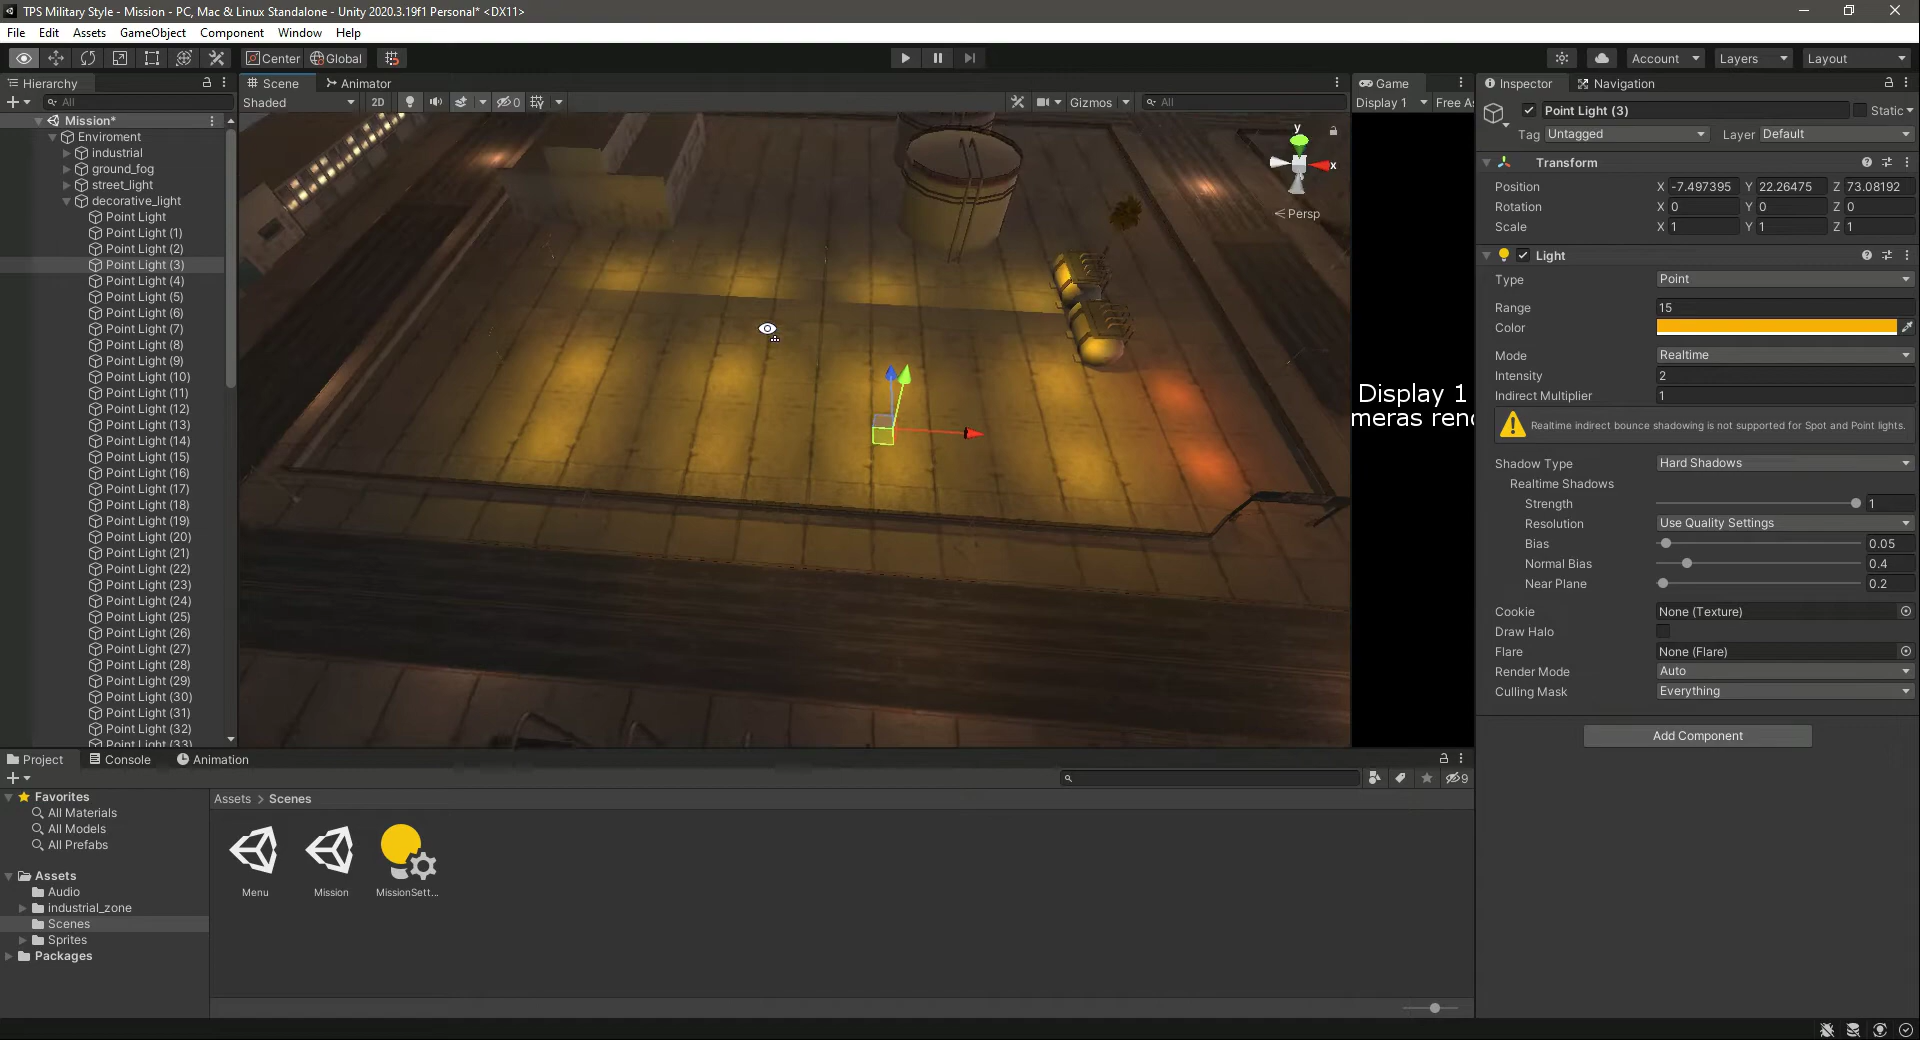 TPS Military Style - Mission - PC, Mac & Linux Standalone - Unity 2020.3.19f1 Personal* <DX11>
File Edit Assets GameObject Component Window Help
Center Global Account Layers Layout
Hierarchy
All
Mission*
Enviroment
industrial
ground_fog
street_light
decorative_light
Point Light
Point Light (1)
Point Light (2)
Point Light (3)
Point Light (4)
Point Light (5)
Point Light (6)
Point Light (7)
Point Light (8)
Point Light (9)
Point Light (10)
Point Light (11)
Point Light (12)
Point Light (13)
Point Light (14)
Point Light (15)
Point Light (16)
Point Light (17)
Point Light (18)
Point Light (19)
Point Light (20)
Point Light (21)
Point Light (22)
Point Light (23)
Point Light (24)
Point Light (25)
Point Light (26)
Point Light (27)
Point Light (28)
Point Light (29)
Point Light (30)
Point Light (31)
Point Light (32)
Point Light (33)
Scene Animator
Shaded 2D 0 Gizmos All
y
x
Persp
Game
Display 1 Free As
Display 1
meras rend
Inspector Navigation
Point Light (3) Static
Tag Untagged Layer Default
Transform
Position X -7.497395 Y 22.26475 Z 73.08192
Rotation X 0 Y 0 Z 0
Scale X 1 Y 1 Z 1
Light
Type Point
Range 15
Color
Mode Realtime
Intensity 2
Indirect Multiplier 1
Realtime indirect bounce shadowing is not supported for Spot and Point lights.
Shadow Type Hard Shadows
Realtime Shadows
Strength 1
Resolution Use Quality Settings
Bias 0.05
Normal Bias 0.4
Near Plane 0.2
Cookie None (Texture)
Draw Halo
Flare None (Flare)
Render Mode Auto
Culling Mask Everything
Add Component
Project Console Animation
9
Favorites
All Materials
All Models
All Prefabs
Assets
Audio
industrial_zone
Scenes
Sprites
Packages
Assets > Scenes
Menu Mission MissionSett...